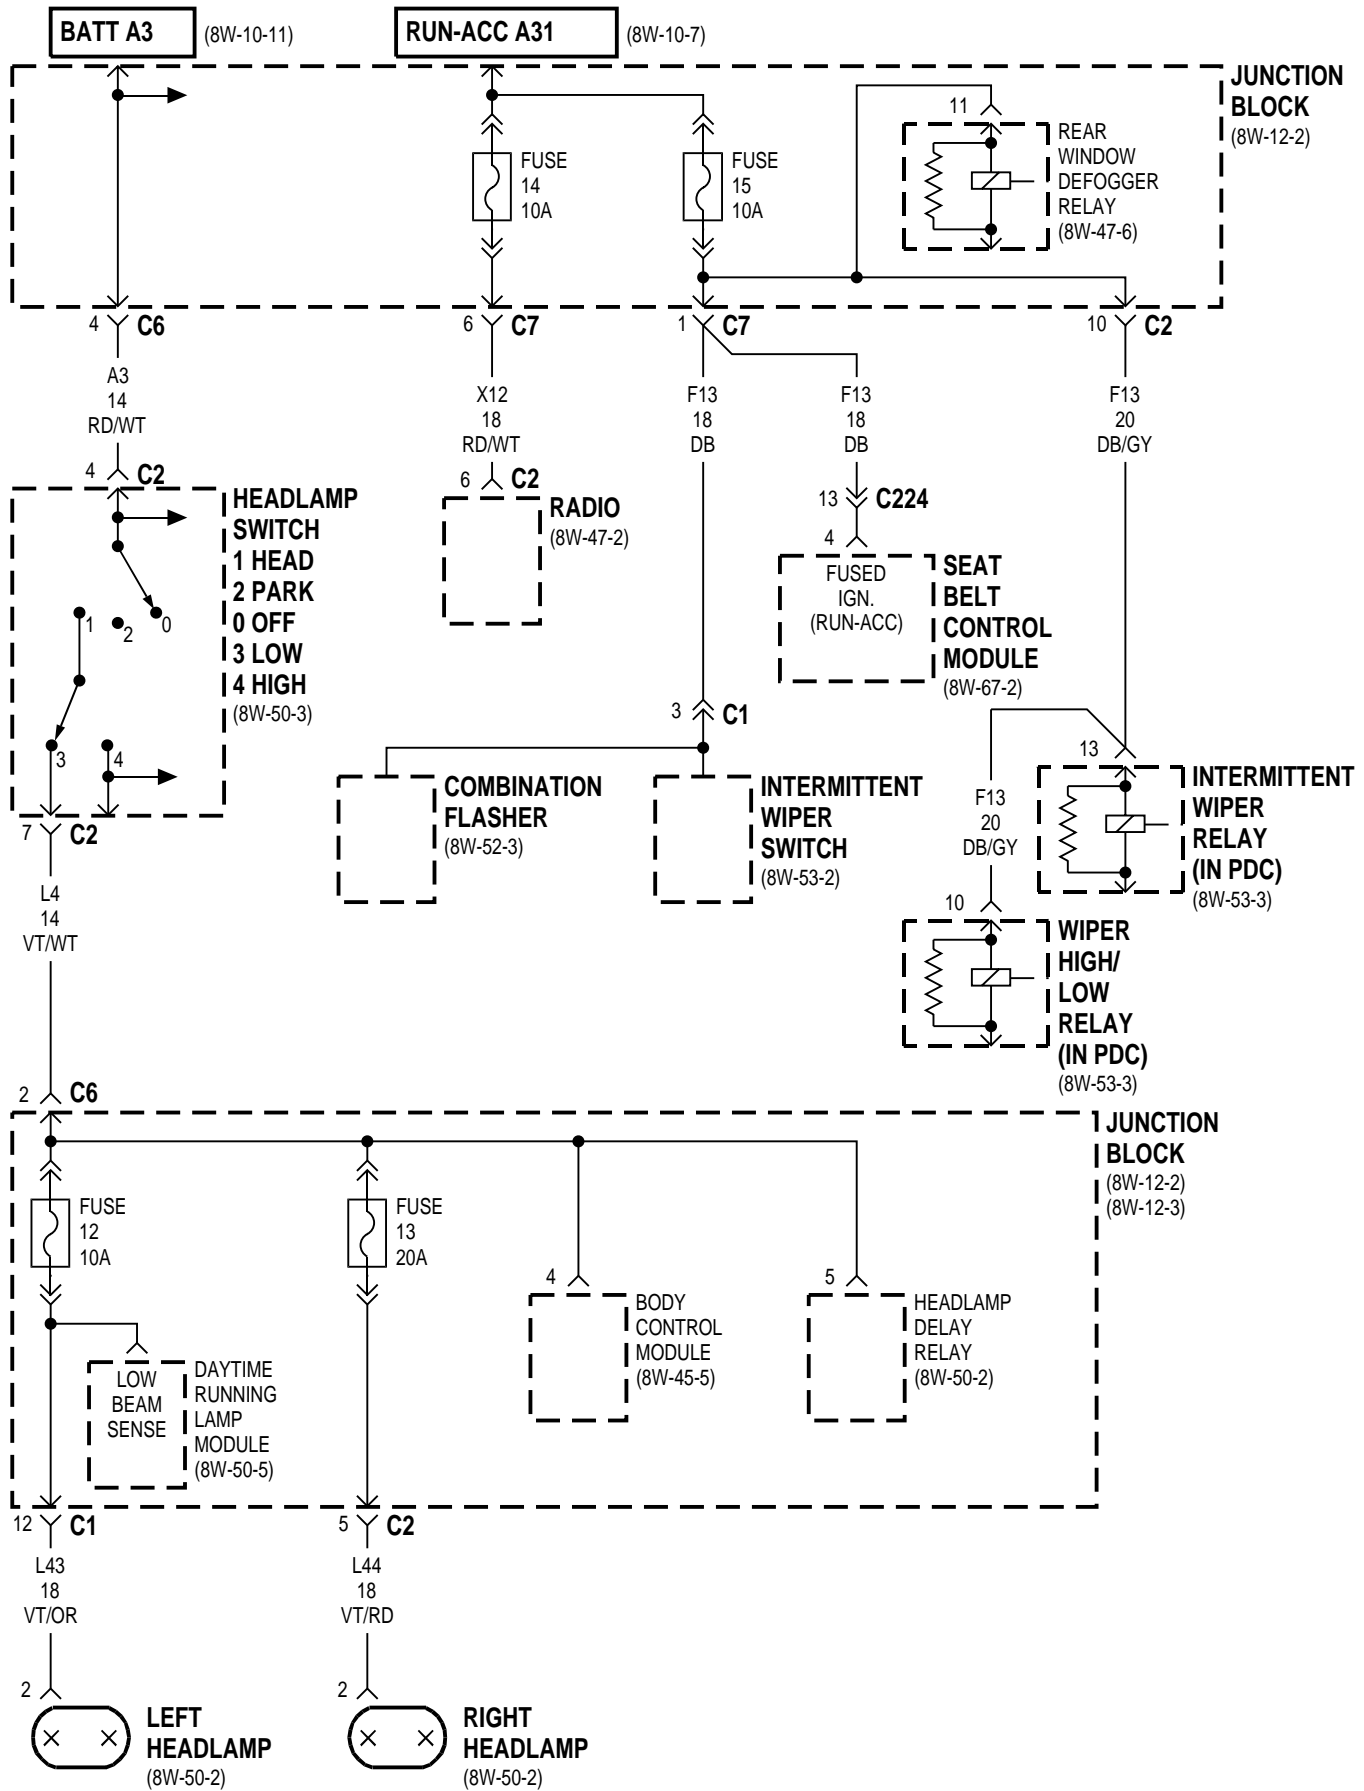 BATT A3
(8W-10-11)
RUN-ACC A31
(8W-10-7)
JUNCTION
BLOCK
(8W-12-2)
11
REAR
WINDOW
DEFOGGER
RELAY
(8W-47-6)
FUSE
14
10A
FUSE
15
10A
4 C6
6 C7
1 C7
10 C2
A3
14
RD/WT
X12
18
RD/WT
F13
18
DB
F13
18
DB
F13
20
DB/GY
4 C2
HEADLAMP
SWITCH
1 HEAD
2 PARK
0 OFF
3 LOW
4 HIGH
(8W-50-3)
1
2
0
3
4
7 C2
6 C2
RADIO
(8W-47-2)
13 C224
4
FUSED
IGN.
(RUN-ACC)
SEAT
BELT
CONTROL
MODULE
(8W-67-2)
3 C1
COMBINATION
FLASHER
(8W-52-3)
INTERMITTENT
WIPER
SWITCH
(8W-53-2)
13
INTERMITTENT
WIPER
RELAY
(IN PDC)
(8W-53-3)
F13
20
DB/GY
10
WIPER
HIGH/
LOW
RELAY
(IN PDC)
(8W-53-3)
L4
14
VT/WT
2 C6
JUNCTION
BLOCK
(8W-12-2)
(8W-12-3)
FUSE
12
10A
FUSE
13
20A
4
BODY
CONTROL
MODULE
(8W-45-5)
5
HEADLAMP
DELAY
RELAY
(8W-50-2)
LOW
BEAM
SENSE
DAYTIME
RUNNING
LAMP
MODULE
(8W-50-5)
12 C1
5 C2
L43
18
VT/OR
L44
18
VT/RD
2
LEFT
HEADLAMP
(8W-50-2)
2
RIGHT
HEADLAMP
(8W-50-2)